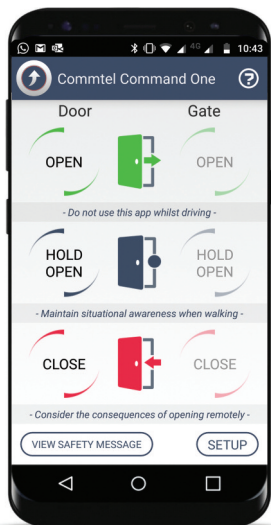 4G 10:43
Commtel Command One ?
Door Gate
OPEN OPEN
- Do not use this app whilst driving -
HOLD HOLD
OPEN OPEN
- Maintain situational awareness when walking -
CLOSE CLOSE
- Consider the consequences of opening remotely -
VIEW SAFETY MESSAGE SETUP